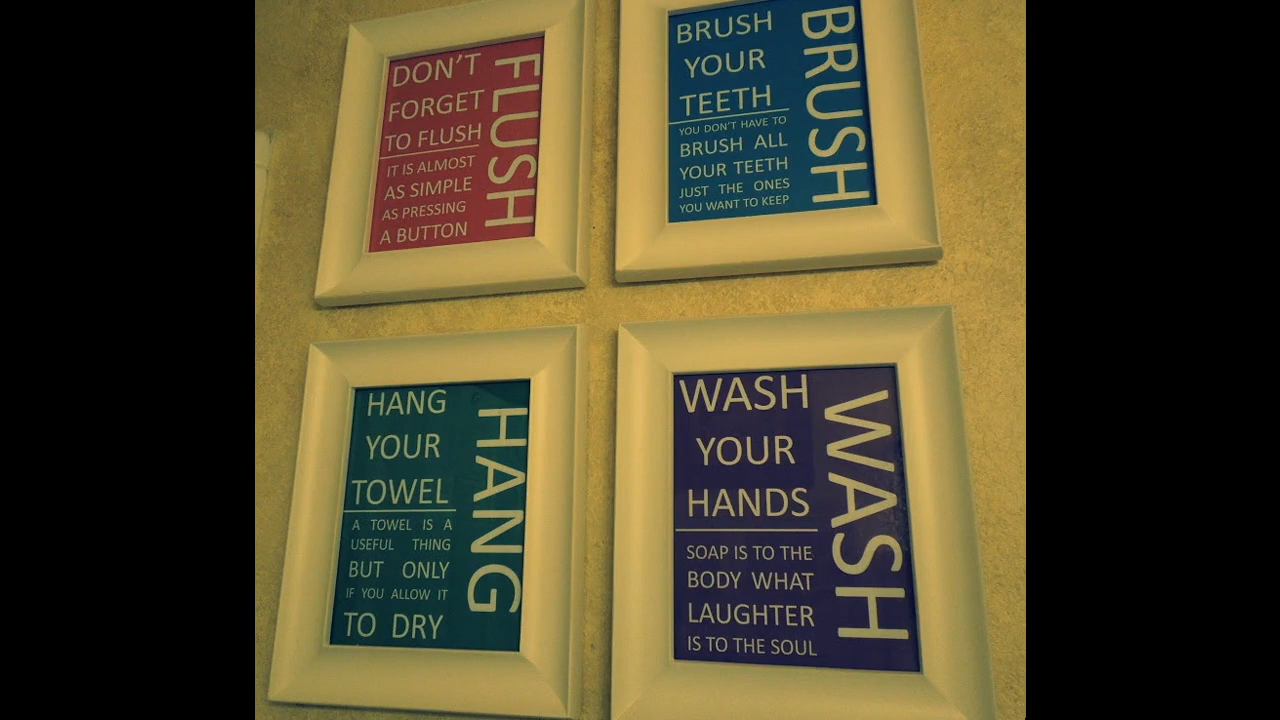 DON'T
FORGET
TO FLUSH
IT IS ALMOST
AS SIMPLE
AS PRESSING
A BUTTON
FLUSH
BRUSH
YOUR
TEETH
YOU DON'T HAVE TO
BRUSH ALL
YOUR TEETH
JUST THE ONES
YOU WANT TO KEEP
BRUSH
HANG
YOUR
TOWEL
A TOWEL IS A
USEFUL THING
BUT ONLY
IF YOU ALLOW IT
TO DRY
HANG
WASH
YOUR
HANDS
SOAP IS TO THE
BODY WHAT
LAUGHTER
IS TO THE SOUL
WASH